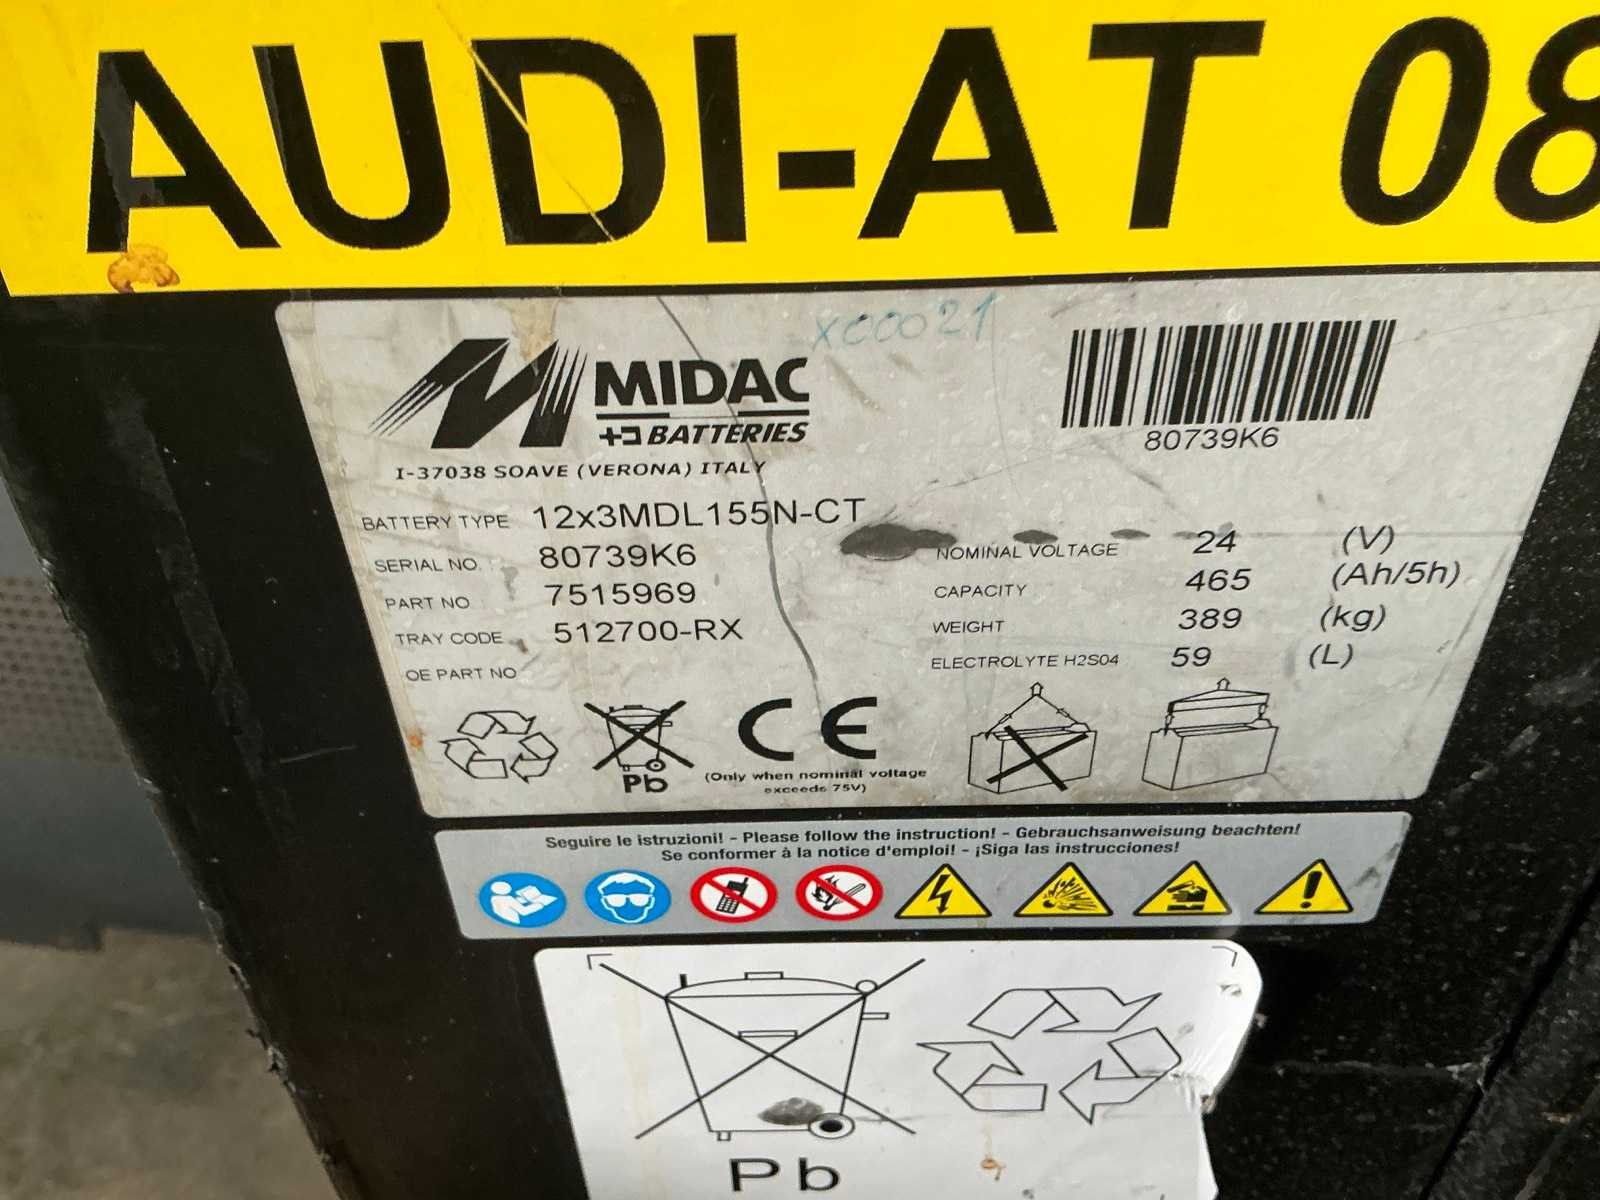 AUDI-AT 08
X00021
MIDAC
BATTERIES
I-37038 SOAVE (VERONA) ITALY
80739K6
BATTERY TYPE 12x3MDL155N-CT
SERIAL NO. 80739K6
PART NO 7515969
TRAY CODE 512700-RX
OE PART NO
NOMINAL VOLTAGE 24 (V)
CAPACITY 465 (Ah/5h)
WEIGHT 389 (kg)
ELECTROLYTE H2S04 59 (L)
Pb
CE
(Only when nominal voltage
exceeds 75V)
Seguire le istruzioni! - Please follow the instruction! - Gebrauchsanweisung beachten!
Se conformer à la notice d'emploi! - ¡Siga las instrucciones!
Pb